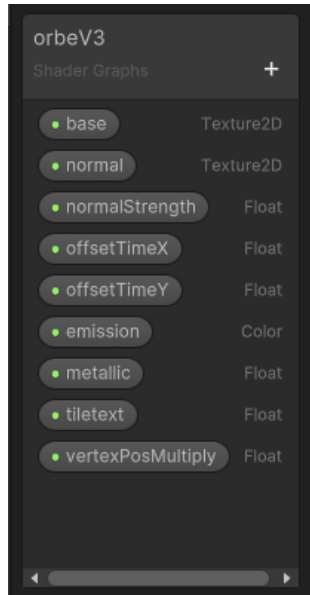 orbeV3
Shader Graphs
+
base Texture2D
normal Texture2D
normalStrength Float
offsetTimeX Float
offsetTimeY Float
emission Color
metallic Float
tiletext Float
vertexPosMultiply Float